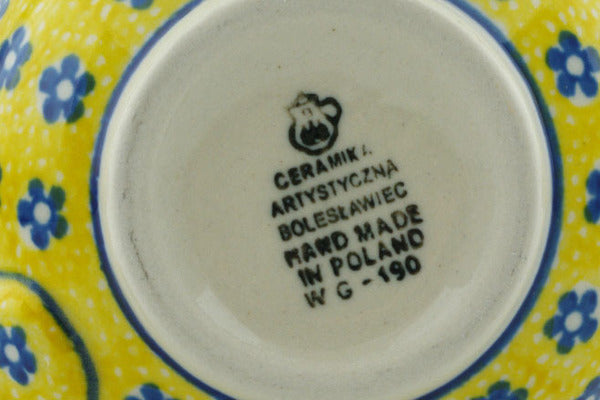 CERAMIKA
ARTYSTYCZNA
BOLESŁAWIEC
HAND MADE
IN POLAND
W G - 190